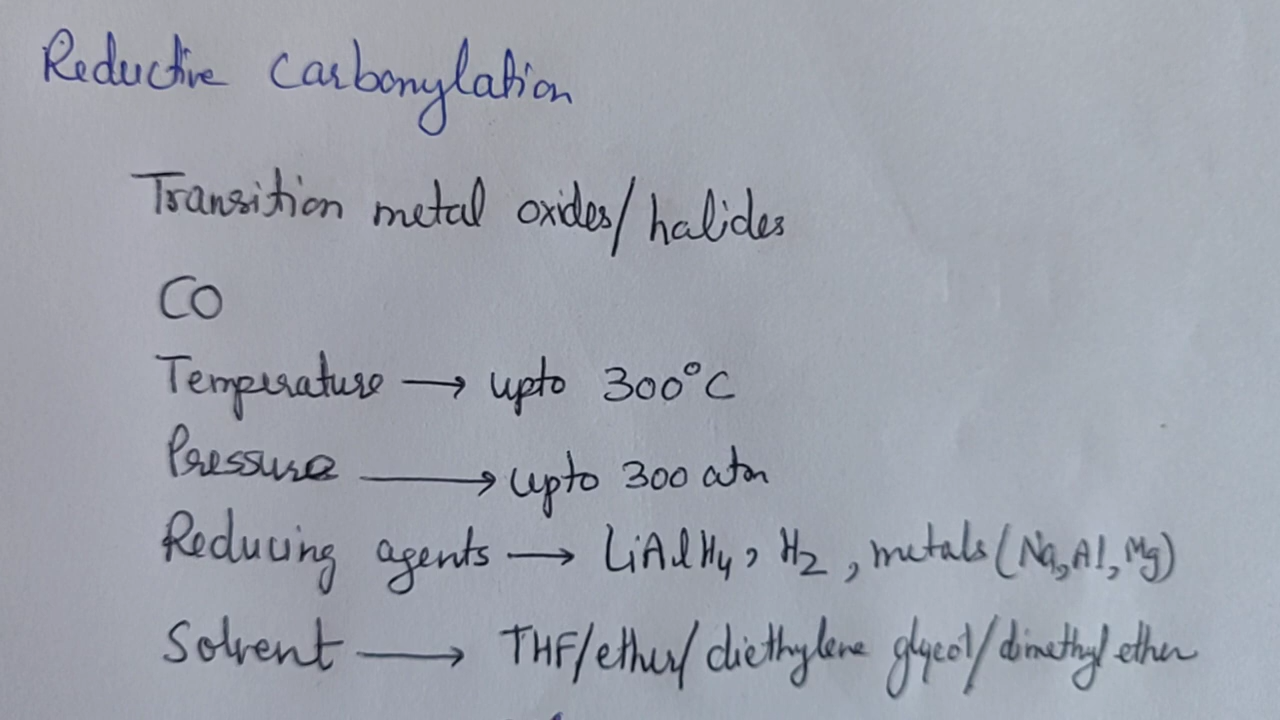 Reductive Carbonylation
Transition metal oxides/halides
CO
Temperature → upto 300°C
Pressure → upto 300 atm
Reducing agents → LiAlH4, H2, metals (Na, Al, Mg)
Solvent → THF/ether/diethylene glycol/dimethyl ether